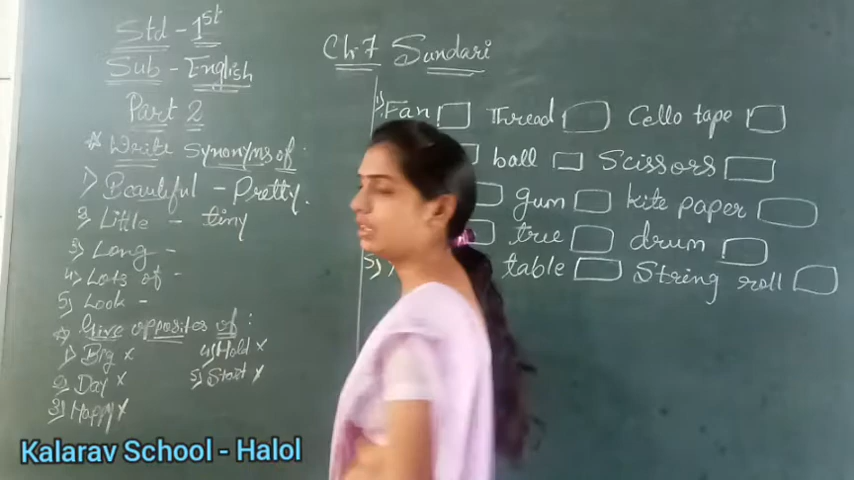 Std - 1st
Sub - English
Part 2
* Write synonyms of :
1) Beautiful - Pretty.
2) Little - tiny
3) Long -
4) Lots of -
5) Look -
* Give opposites of :
1) Big ×
2) Day ×
3) Happy ×
4) Hold ×
5) Start ×
Ch-7 Sundari
1) Fan Thread Cello tape
ball Scissors
gum kite paper
drum
5) table String roll
Kalarav School - Halol